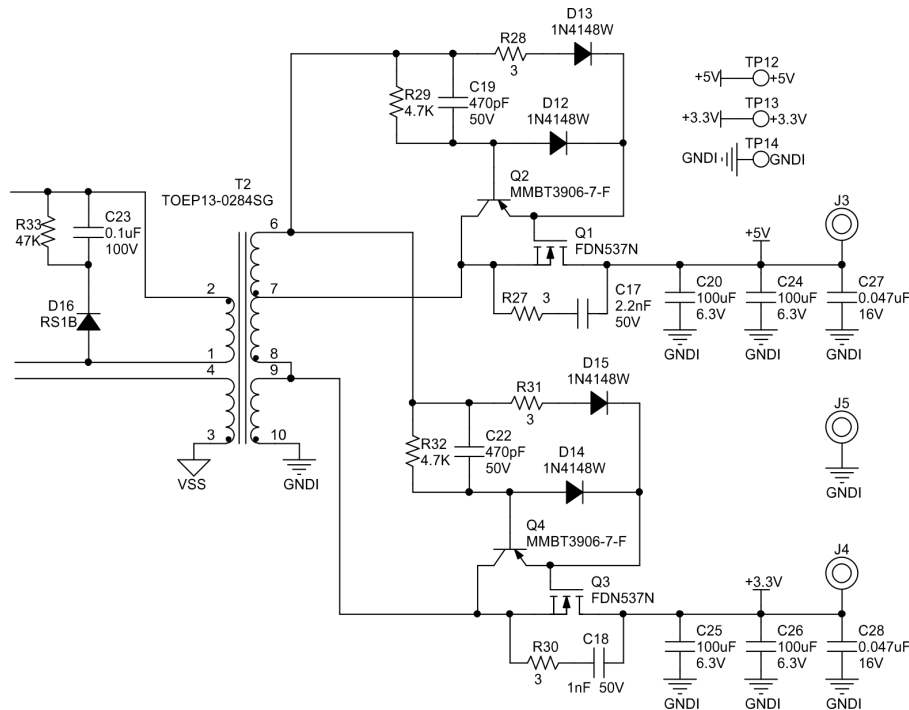 D13
1N4148W
R28
3
R29
4.7K
C19
470pF
50V
D12
1N4148W
TP12
+5V
+5V
TP13
+3.3V
+3.3V
TP14
GNDI
GNDI
Q2
MMBT3906-7-F
T2
TOEP13-0284SG
R33
47K
C23
0.1uF
100V
D16
RS1B
6
2
7
1
8
4
9
3
10
VSS
GNDI
Q1
FDN537N
R27
3
C17
2.2nF
50V
+5V
J3
C20
100uF
6.3V
GNDI
C24
100uF
6.3V
GNDI
C27
0.047uF
16V
GNDI
D15
1N4148W
R31
3
R32
4.7K
C22
470pF
50V
D14
1N4148W
J5
GNDI
Q4
MMBT3906-7-F
Q3
FDN537N
R30
3
C18
1nF
50V
+3.3V
J4
C25
100uF
6.3V
GNDI
C26
100uF
6.3V
GNDI
C28
0.047uF
16V
GNDI